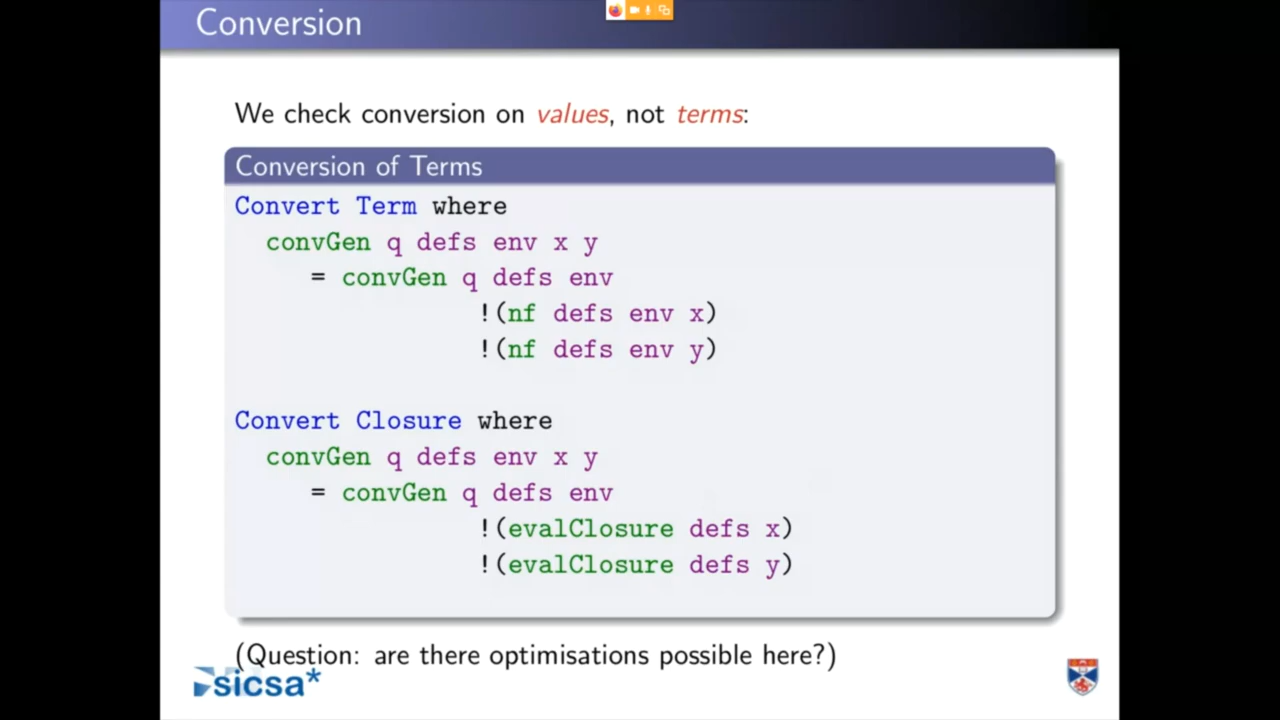 Conversion
We check conversion on values, not terms:
Conversion of Terms
Convert Term where
convGen q defs env x y
= convGen q defs env
!(nf defs env x)
!(nf defs env y)
Convert Closure where
convGen q defs env x y
= convGen q defs env
!(evalClosure defs x)
!(evalClosure defs y)
(Question: are there optimisations possible here?)
sicsa*